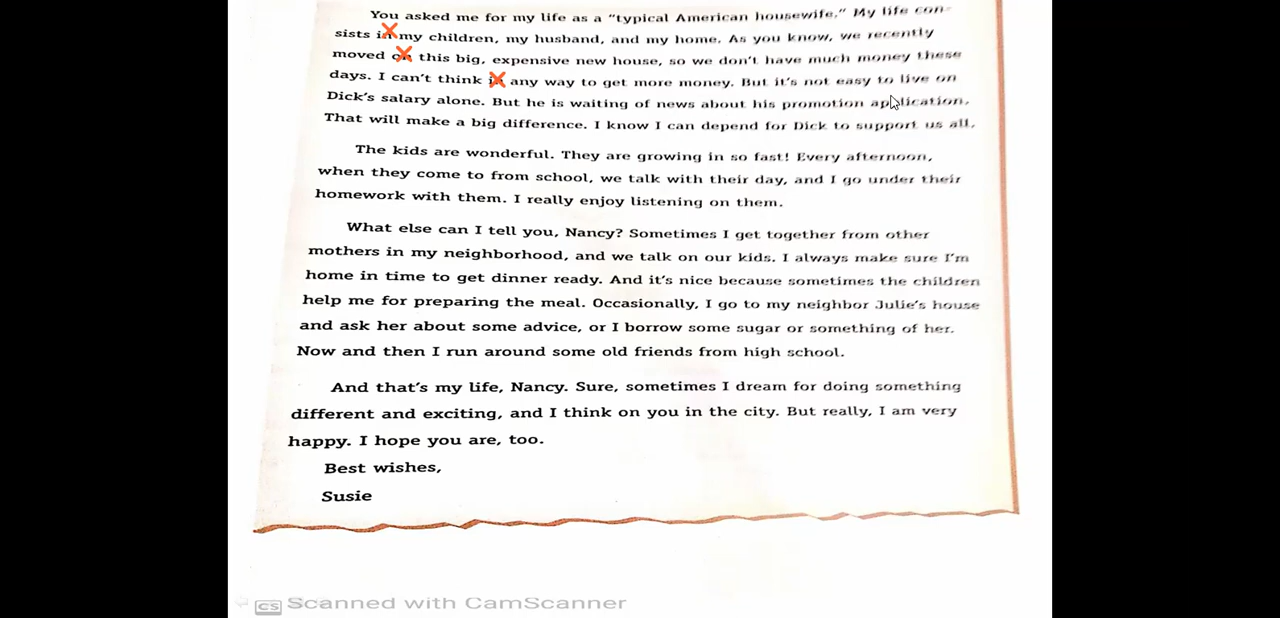 You asked me for my life as a "typical American housewife." My life con-
sists in my children, my husband, and my home. As you know, we recently
moved on this big, expensive new house, so we don't have much money these
days. I can't think in any way to get more money. But it's not easy to live on
Dick's salary alone. But he is waiting of news about his promotion application.
That will make a big difference. I know I can depend for Dick to support us all.
The kids are wonderful. They are growing in so fast! Every afternoon,
when they come to from school, we talk with their day, and I go under their
homework with them. I really enjoy listening on them.
What else can I tell you, Nancy? Sometimes I get together from other
mothers in my neighborhood, and we talk on our kids. I always make sure I'm
home in time to get dinner ready. And it's nice because sometimes the children
help me for preparing the meal. Occasionally, I go to my neighbor Julie's house
and ask her about some advice, or I borrow some sugar or something of her.
Now and then I run around some old friends from high school.
And that's my life, Nancy. Sure, sometimes I dream for doing something
different and exciting, and I think on you in the city. But really, I am very
happy. I hope you are, too.
Best wishes,
Susie
CS Scanned with CamScanner